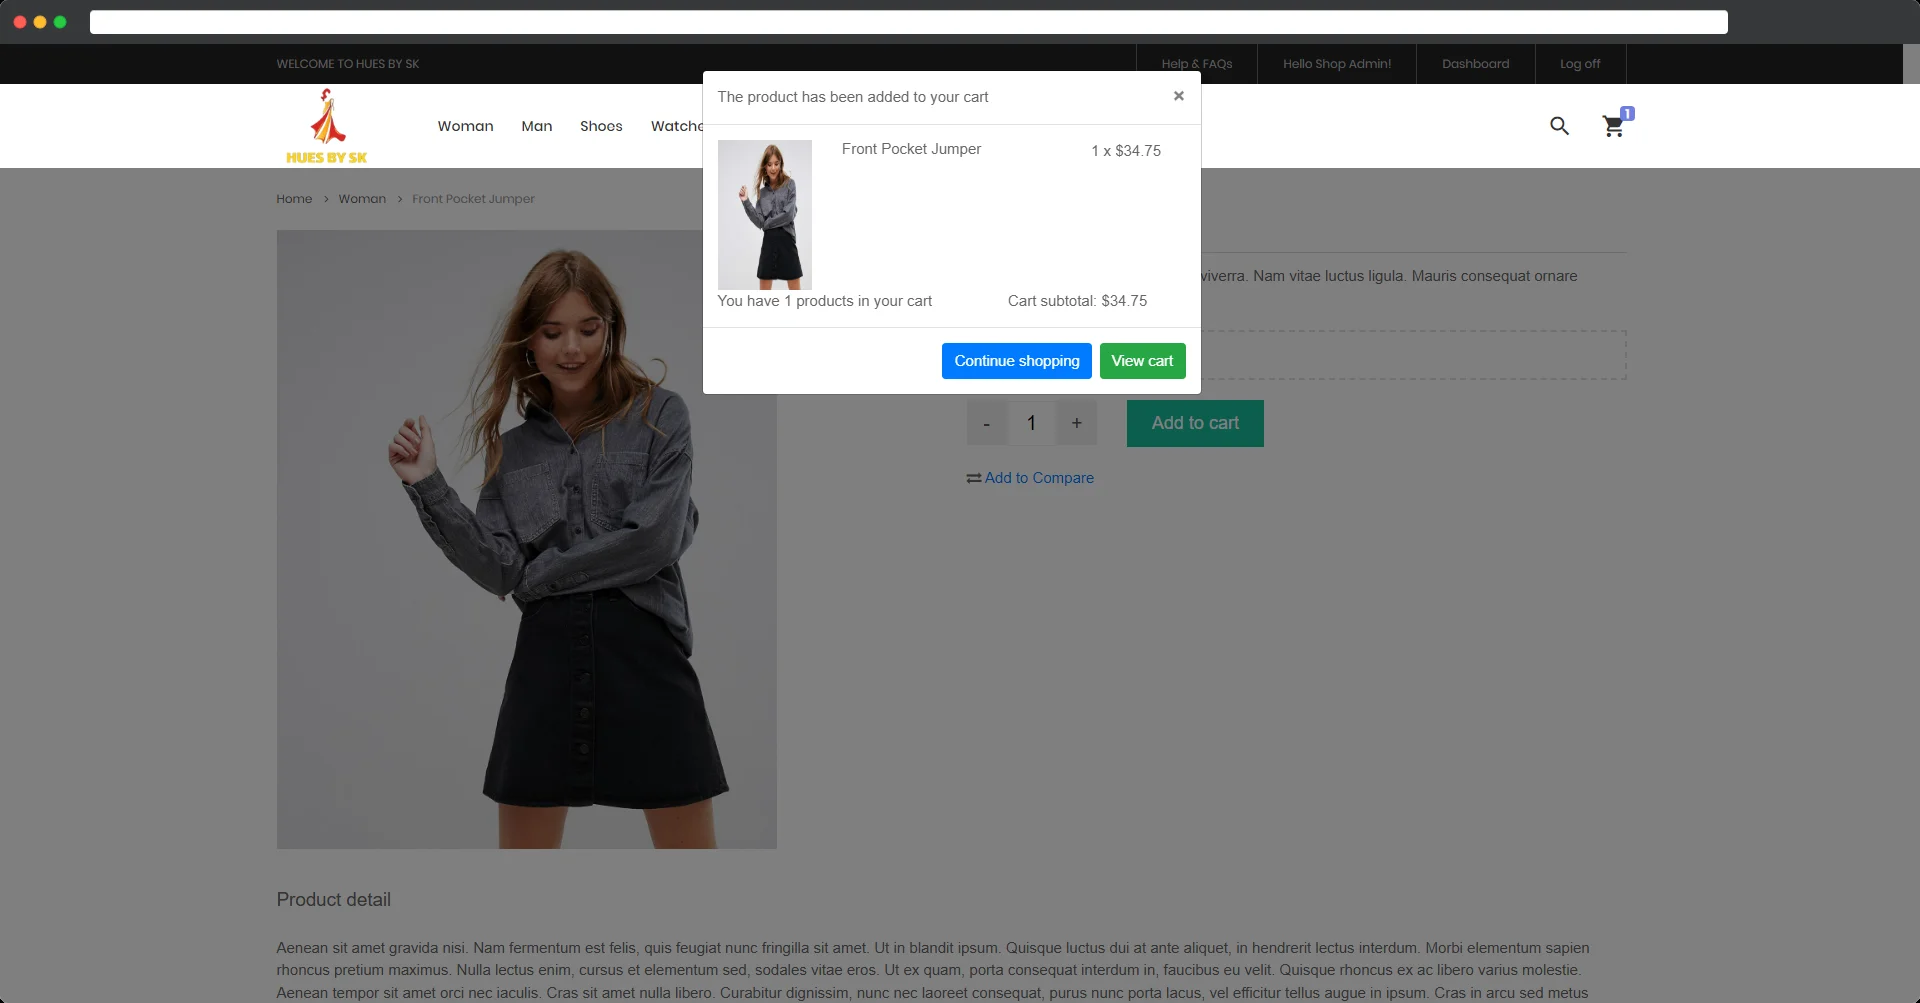 WELCOME TO HUES BY SK
Help & FAQs
Hello Shop Admin!
Dashboard
Log off
HUES BY SK
Woman
Man
Shoes
Watche
1
The product has been added to your cart
×
Front Pocket Jumper
1 x $34.75
You have 1 products in your cart
Cart subtotal: $34.75
Continue shopping
View cart
Home > Woman > Front Pocket Jumper
viverra. Nam vitae luctus ligula. Mauris consequat ornare
- 1 +
Add to cart
Add to Compare
Product detail
Aenean sit amet gravida nisi. Nam fermentum est felis, quis feugiat nunc fringilla sit amet. Ut in blandit ipsum. Quisque luctus dui at ante aliquet, in hendrerit lectus interdum. Morbi elementum sapien
rhoncus pretium maximus. Nulla lectus enim, cursus et elementum sed, sodales vitae eros. Ut ex quam, porta consequat interdum in, faucibus eu velit. Quisque rhoncus ex ac libero varius molestie.
Aenean tempor sit amet orci nec iaculis. Cras sit amet nulla libero. Curabitur dignissim, nunc nec laoreet consequat, purus nunc porta lacus, vel efficitur tellus augue in ipsum. Cras in arcu sed metus